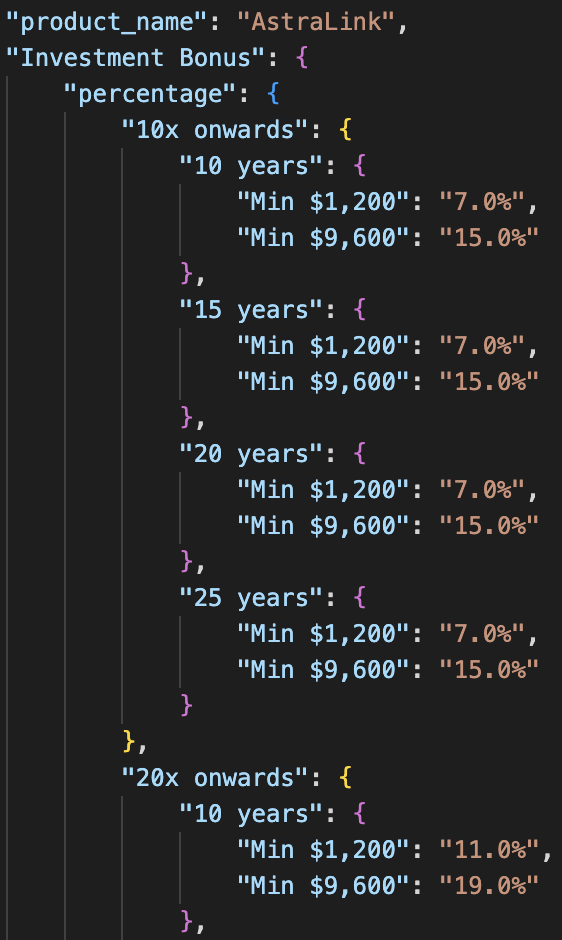 "product_name": "AstraLink",
"Investment Bonus": {
"percentage": {
"10x onwards": {
"10 years": {
"Min $1,200": "7.0%",
"Min $9,600": "15.0%"
},
"15 years": {
"Min $1,200": "7.0%",
"Min $9,600": "15.0%"
},
"20 years": {
"Min $1,200": "7.0%",
"Min $9,600": "15.0%"
},
"25 years": {
"Min $1,200": "7.0%",
"Min $9,600": "15.0%"
}
},
"20x onwards": {
"10 years": {
"Min $1,200": "11.0%",
"Min $9,600": "19.0%"
},